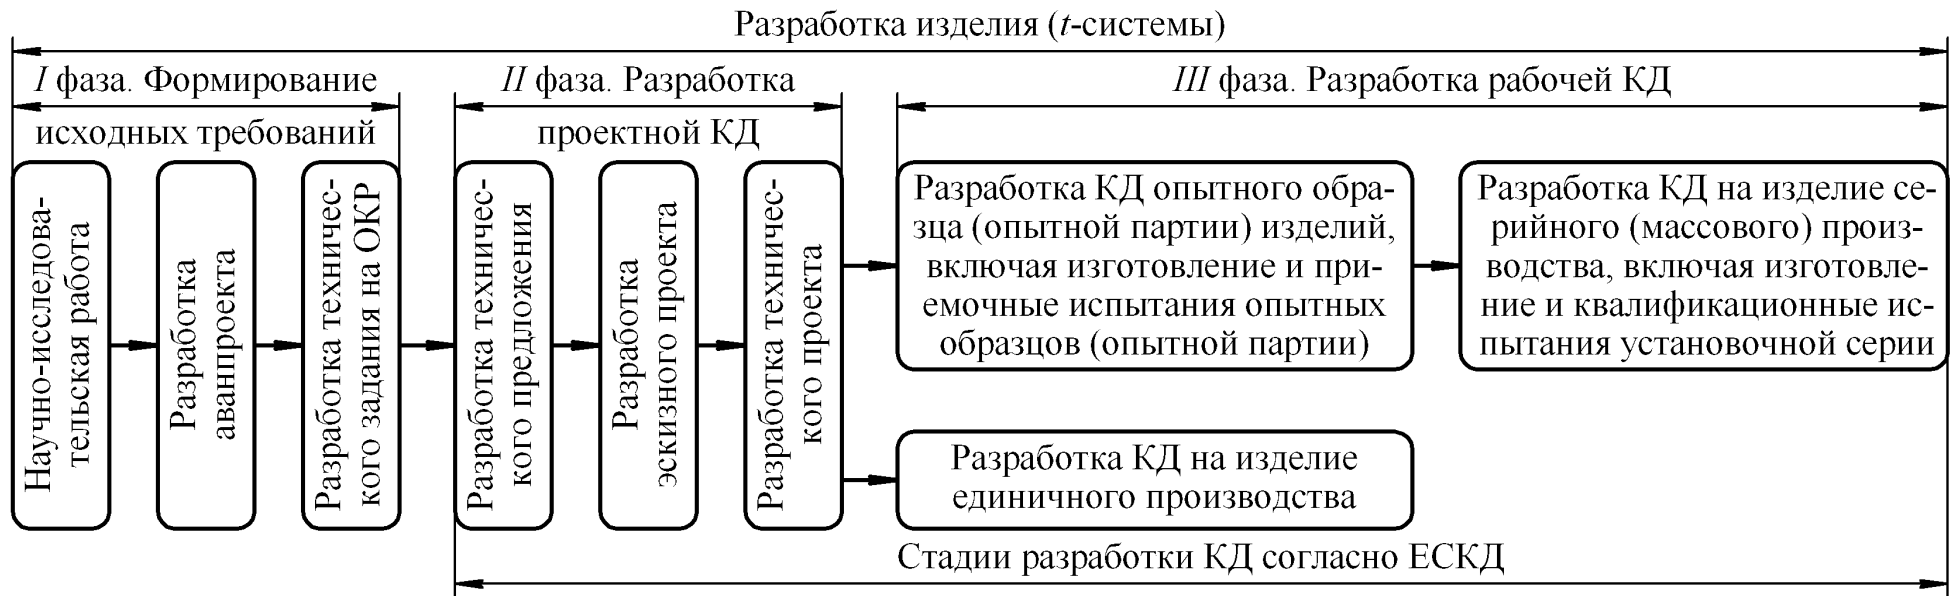 Разработка изделия (t-системы)
I фаза. Формирование
исходных требований
II фаза. Разработка
проектной КД
III фаза. Разработка рабочей КД
Научно-исследова-
тельская работа
Разработка
аванпроекта
Разработка техничес-
кого задания на ОКР
Разработка техничес-
кого предложения
Разработка
эскизного проекта
Разработка техничес-
кого проекта
Разработка КД опытного обра-
зца (опытной партии) изделий,
включая изготовление и при-
емочные испытания опытных
образцов (опытной партии)
Разработка КД на изделие се-
рийного (массового) произ-
водства, включая изготовле-
ние и квалификационные ис-
пытания установочной серии
Разработка КД на изделие
единичного производства
Стадии разработки КД согласно ЕСКД